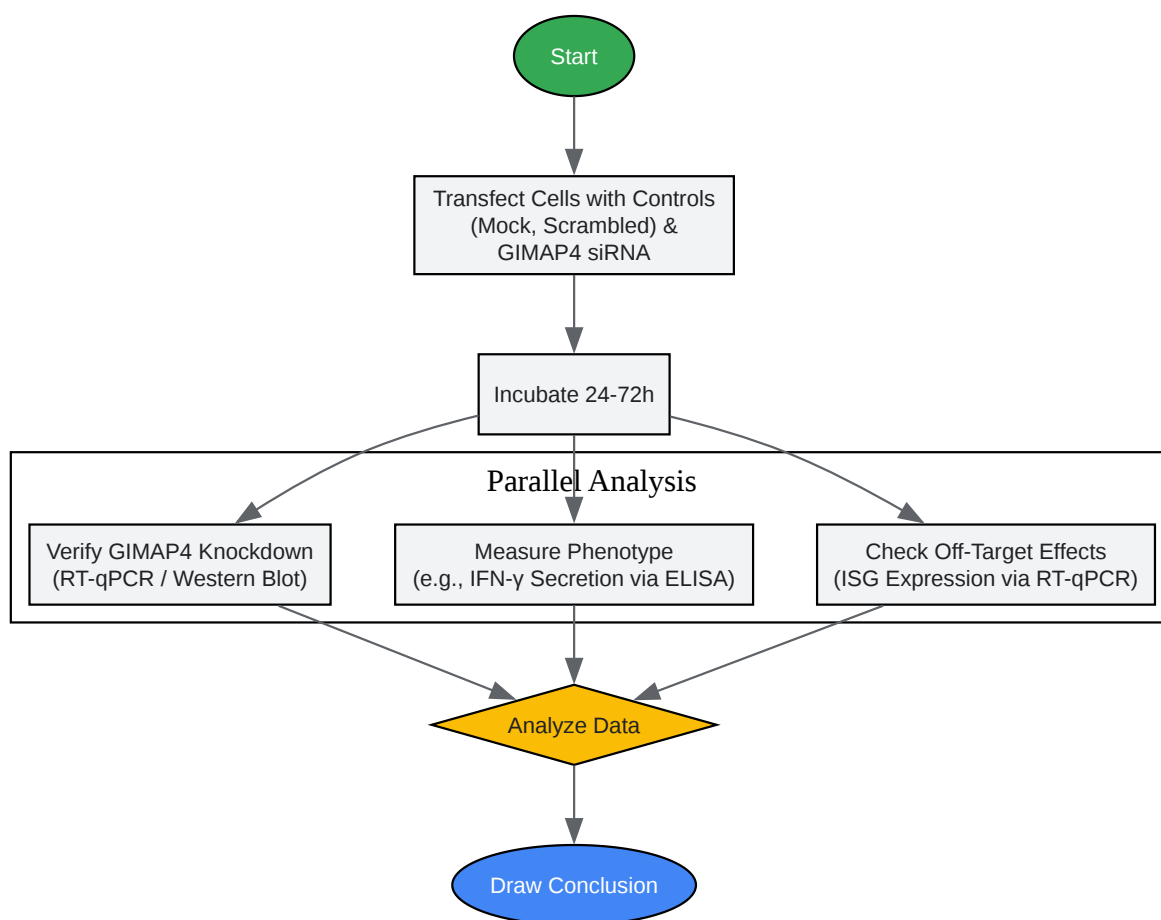 Start
Transfect Cells with Controls
(Mock, Scrambled) &
GIMAP4 siRNA
Incubate 24-72h
Parallel Analysis
Verify GIMAP4 Knockdown
(RT-qPCR / Western Blot)
Measure Phenotype
(e.g., IFN-γ Secretion via ELISA)
Check Off-Target Effects
(ISG Expression via RT-qPCR)
Analyze Data
Draw Conclusion